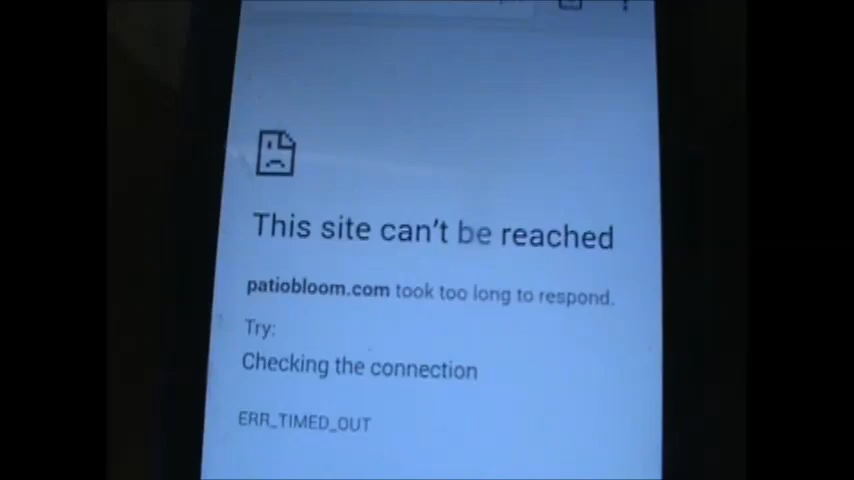 This site can't be reached
patiobloom.com took too long to respond.
Try:
Checking the connection
ERR_TIMED_OUT